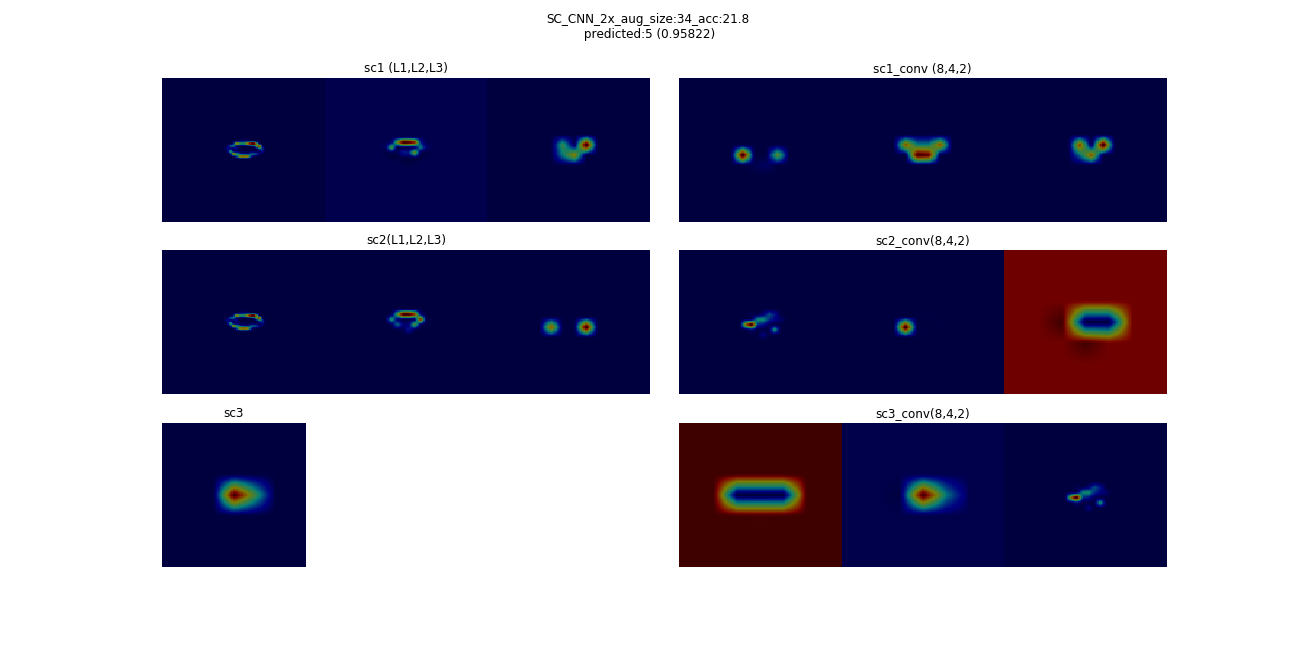 SC_CNN_2x_aug_size:34_acc:21.8
predicted:5 (0.95822)
sc1 (L1,L2,L3)
sc1_conv (8,4,2)
sc2(L1,L2,L3)
sc2_conv(8,4,2)
sc3
sc3_conv(8,4,2)